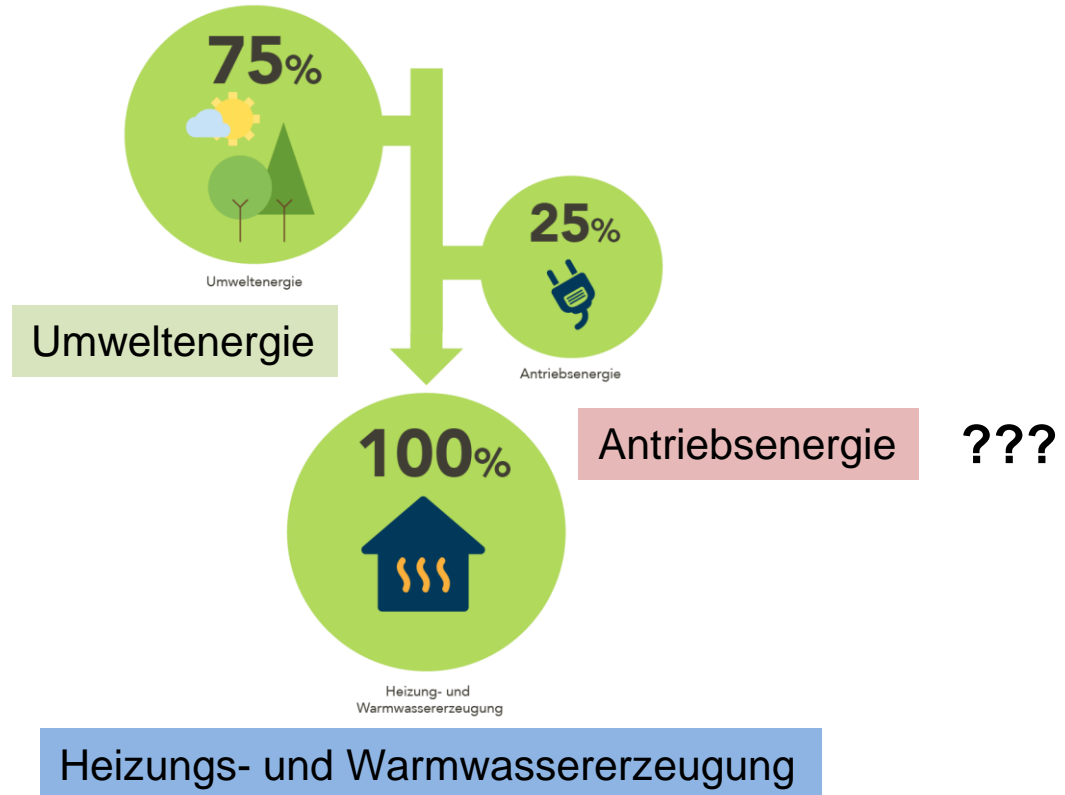 75%
Umweltenergie
Umweltenergie
25%
Antriebsenergie
Antriebsenergie ???
100%
Heizung- und
Warmwassererzeugung
Heizungs- und Warmwassererzeugung